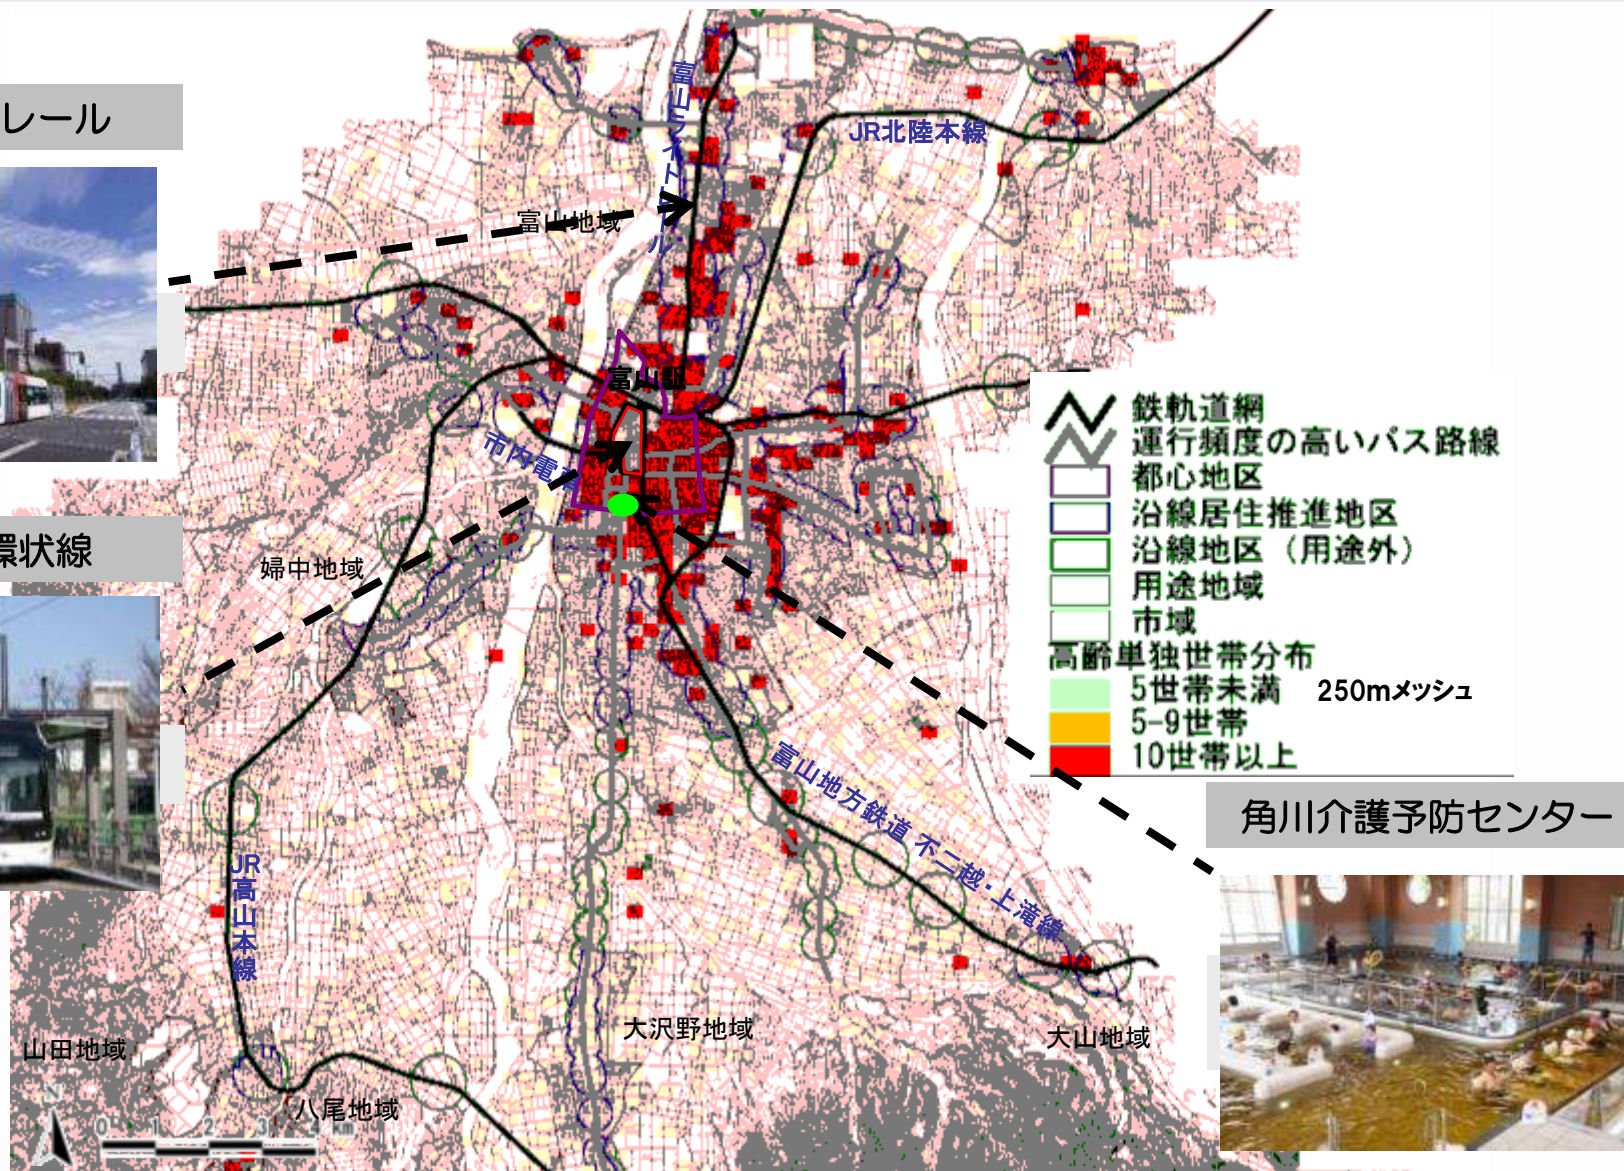 レール
環状線
富山ライトレール
JR北陸本線
富山地域
富山駅
市内電車
婦中地域
鉄軌道網
運行頻度の高いバス路線
都心地区
沿線居住推進地区
沿線地区（用途外）
用途地域
市域
高齢単独世帯分布
5世帯未満 250mメッシュ
5-9世帯
10世帯以上
富山地方鉄道 不二越・上滝線
角川介護予防センター
JR高山本線
大沢野地域
大山地域
山田地域
八尾地域
N
0 1 2 3 4 km